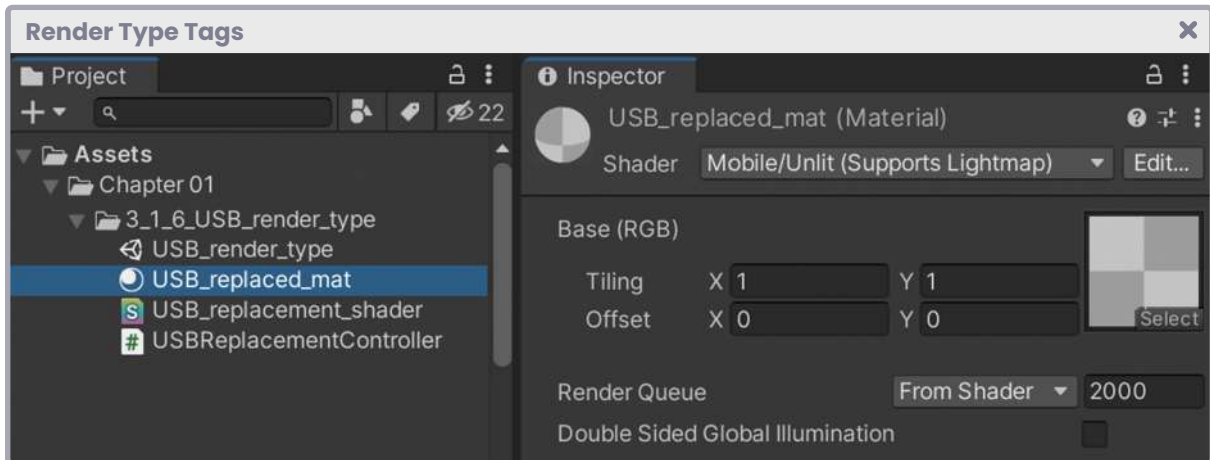 Render Type Tags
Project
22
Assets
Chapter 01
3_1_6_USB_render_type
USB_render_type
USB_replaced_mat
USB_replacement_shader
USBReplacementController
Inspector
USB_replaced_mat (Material)
Shader Mobile/Unlit (Supports Lightmap) Edit...
Base (RGB)
Tiling X 1 Y 1
Offset X 0 Y 0
Select
Render Queue From Shader 2000
Double Sided Global Illumination